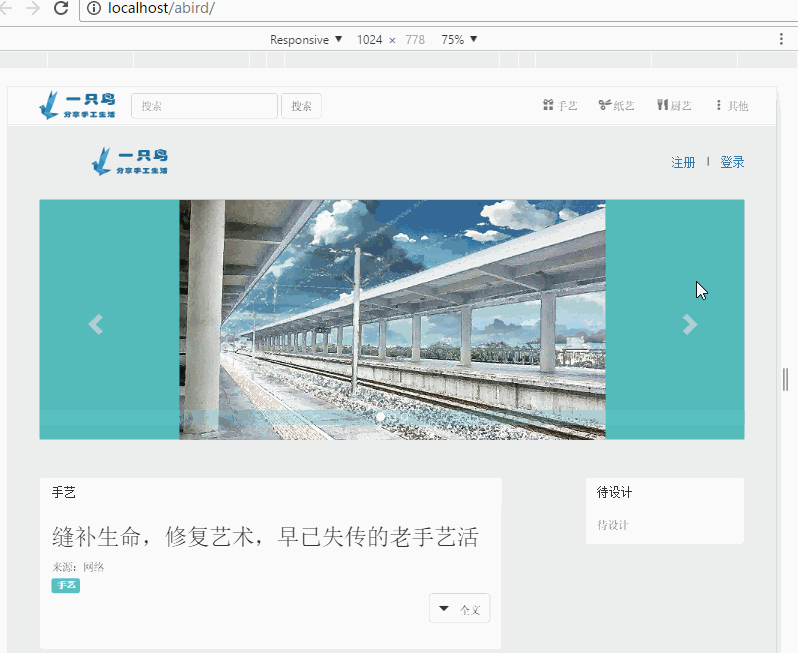 localhost/abird/
Responsive ▼ 1024 × 778 75% ▼
一只鸟
分享手工生活
搜索 搜索 手艺 纸艺 厨艺 其他
一只鸟
分享手工生活
注册 | 登录
手艺
缝补生命，修复艺术，早已失传的老手艺活
来源：网络
手艺
全文
待设计
待设计